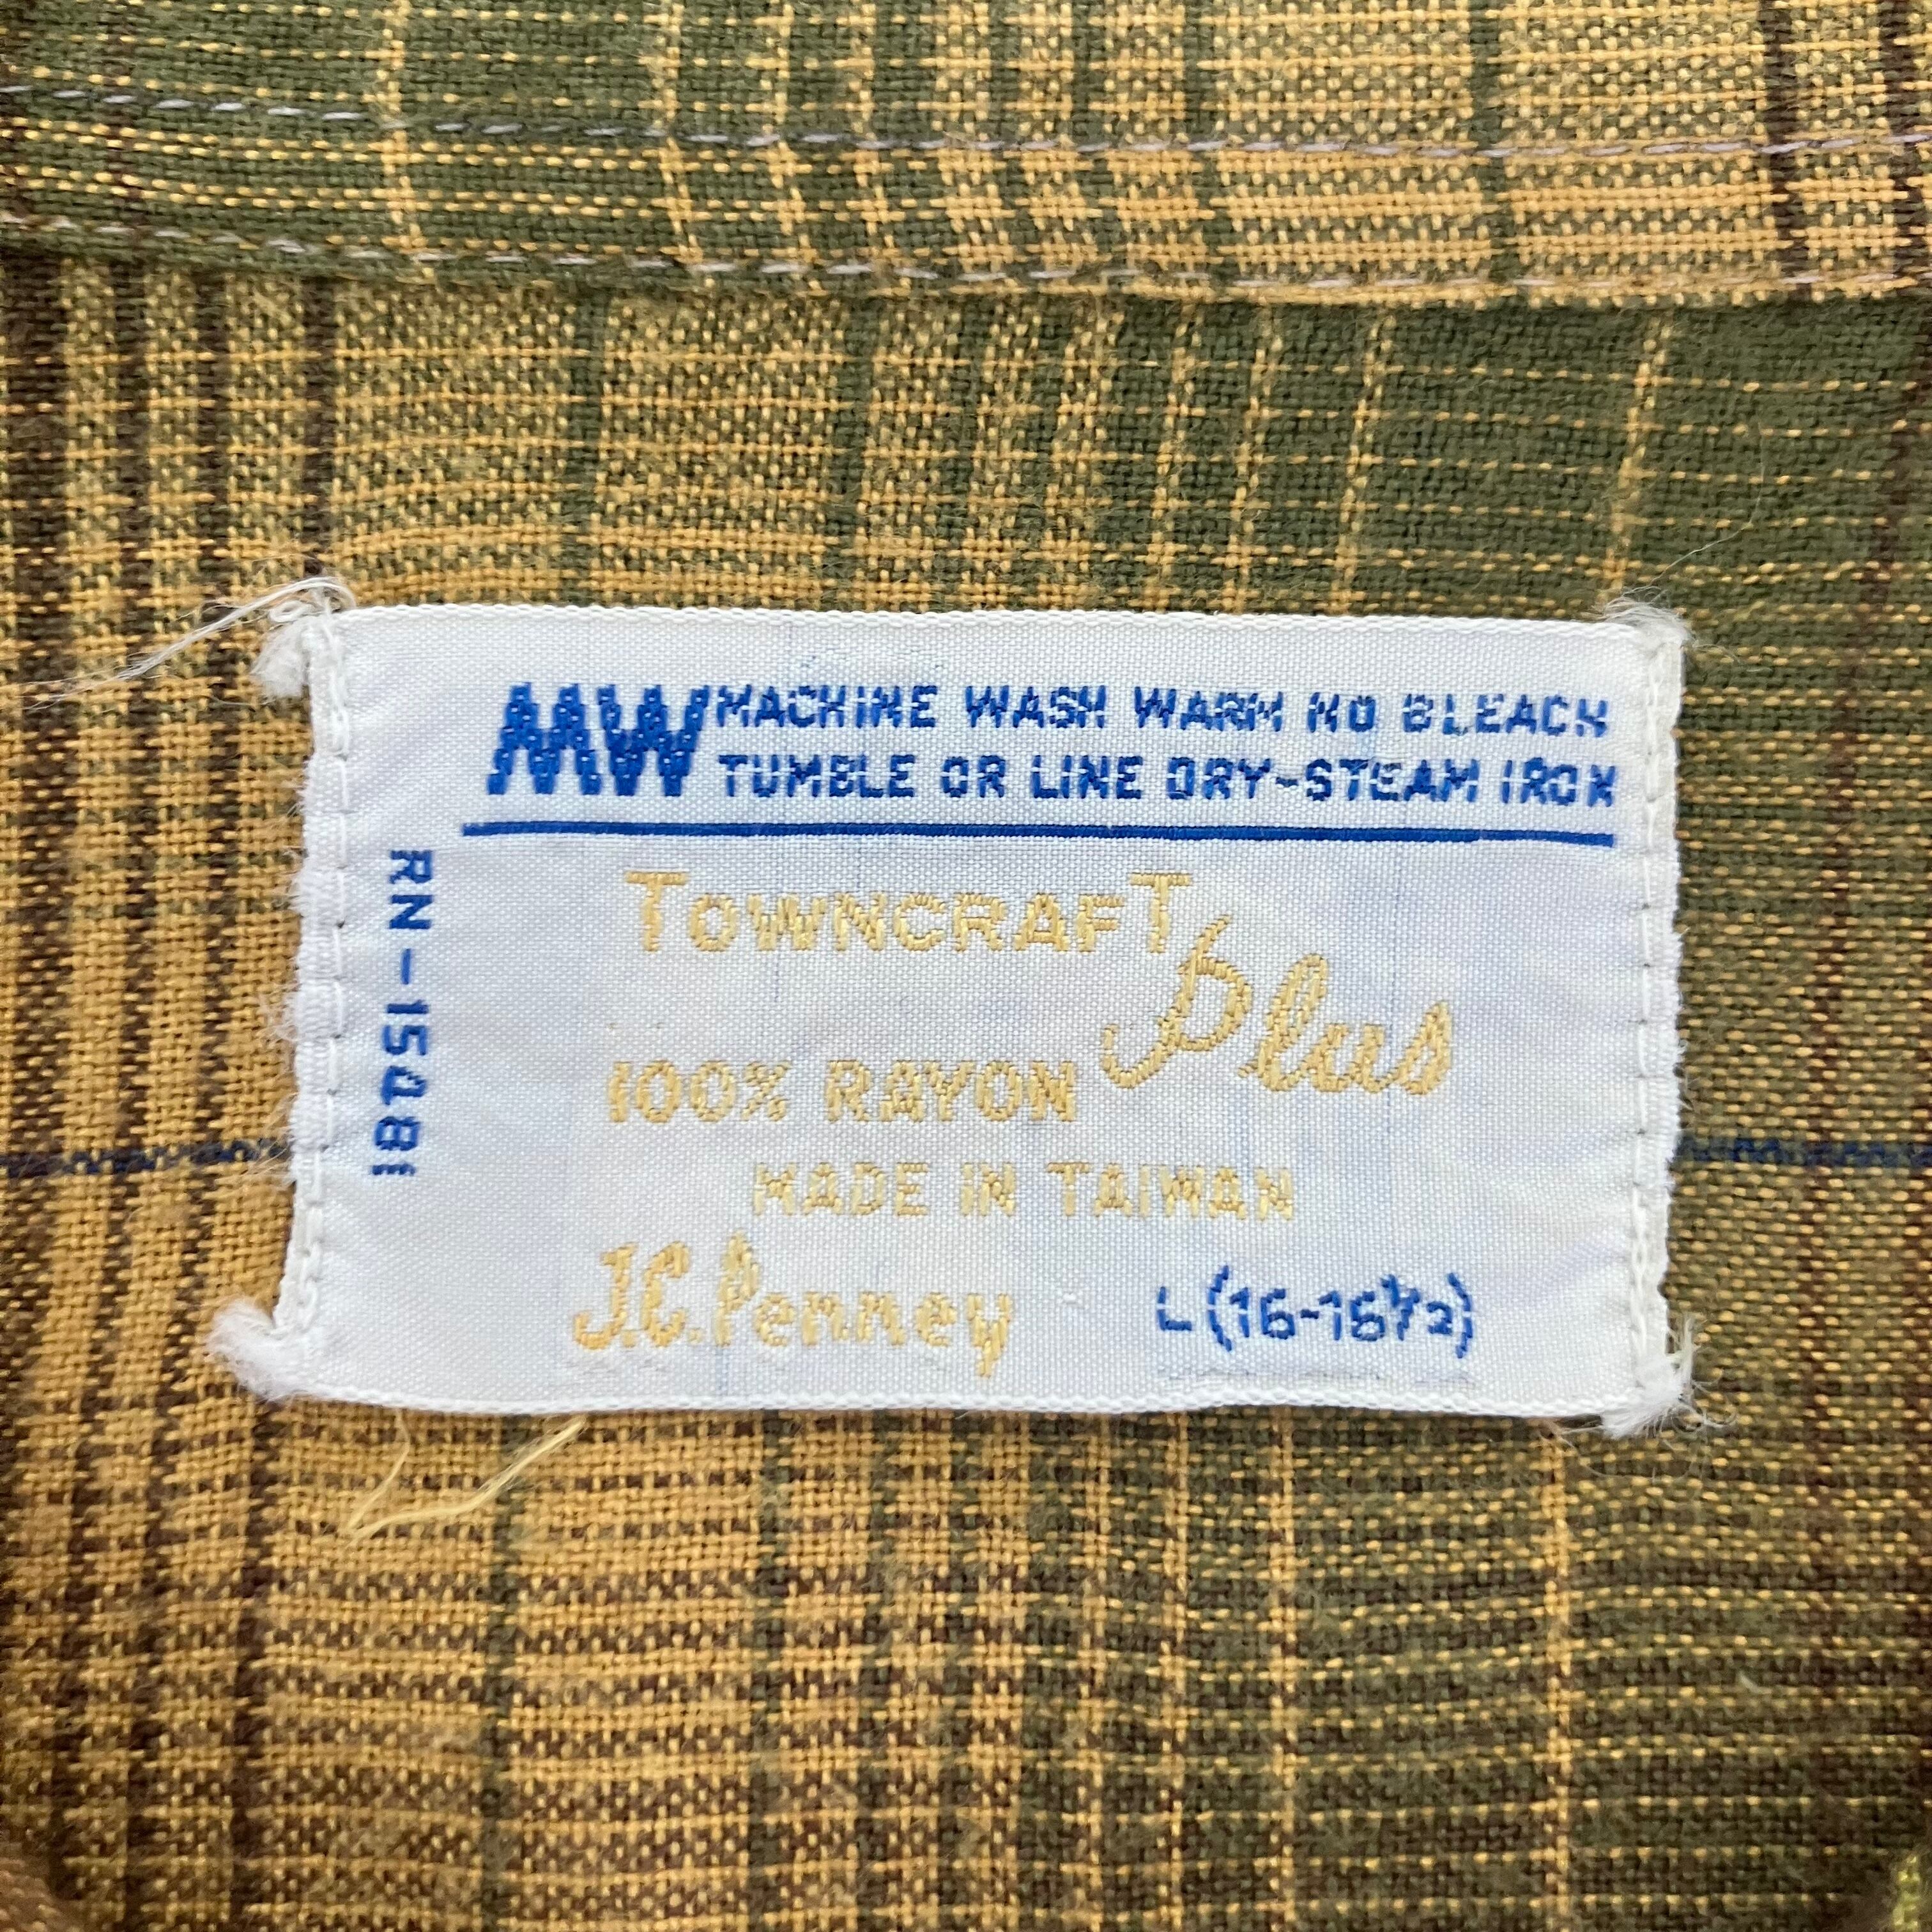 MW MACHINE WASH WARM NO BLEACH
TUMBLE OR LINE DRY-STEAM IRON
RN-15481
TOWNCRAFT
plus
100% RAYON
MADE IN TAIWAN
J.C.Penney
L (16-16½)